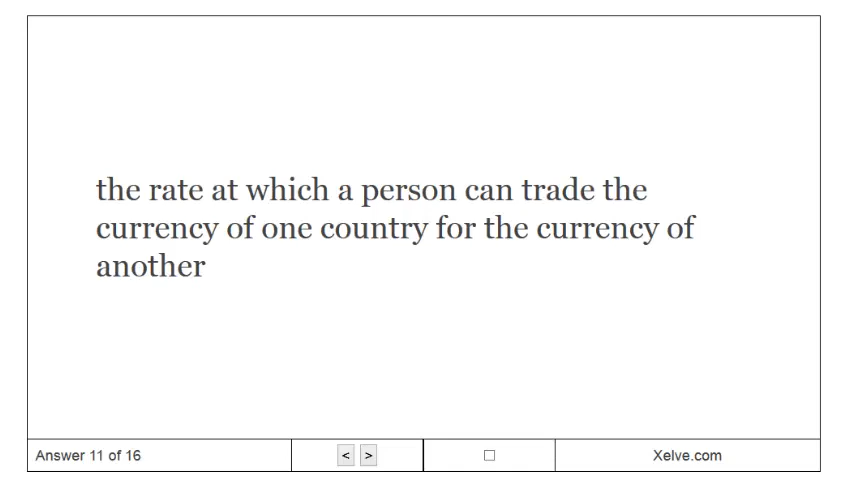 the rate at which a person can trade the
currency of one country for the currency of
another
Answer 11 of 16
< >
Xelve.com